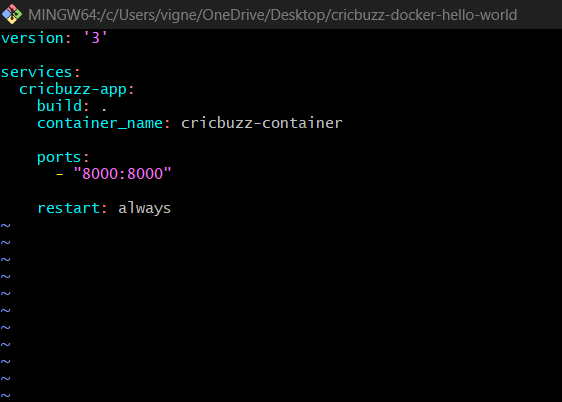 MINGW64:/c/Users/vigne/OneDrive/Desktop/cricbuzz-docker-hello-world
version: '3'
services:
  cricbuzz-app:
    build: .
    container_name: cricbuzz-container
    ports:
      - "8000:8000"
    restart: always
~
~
~
~
~
~
~
~
~
~
~